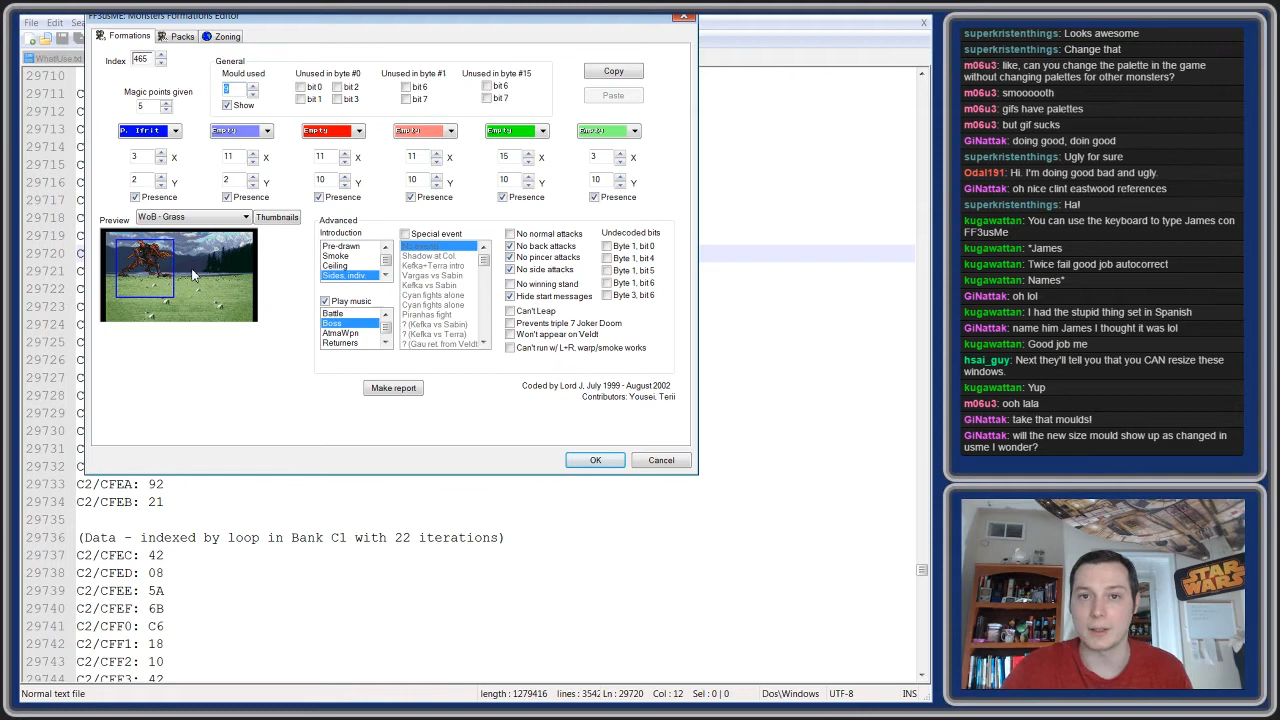 File Edit Sea
WhatUse.txt
FF3usME: Monsters Formations Editor
Formations Packs Zoning
Index 465
General
Mould used
Show
Unused in byte #0
bit 0 bit 2
bit 1 bit 3
Unused in byte #1
bit 6
bit 7
Unused in byte #15
bit 6
bit 7
Copy
Paste
Magic points given
5
P. Ifrit Empty Empty Empty Empty Empty
3 X 11 X 11 X 11 X 15 X 3 X
2 Y 2 Y 10 Y 10 Y 10 Y 10 Y
Presence Presence Presence Presence Presence Presence
Preview WoB - Grass Thumbnails
Advanced
Introduction
Pre-drawn
Smoke
Ceiling
Sides, indiv.
Play music
Battle
Boss
AtmaWpn
Returners
Special event
Shadow at Col.
Kefka+Terra intro
Vargas vs Sabin
Kefka vs Sabin
Cyan fights alone
Cyan fights alone
Piranhas fight
? (Kefka vs Sabin)
? (Kefka vs Terra)
? (Gau ret. from Veldt
No normal attacks
No back attacks
No pincer attacks
No side attacks
No winning stand
Hide start messages
Can't Leap
Prevents triple 7 Joker Doom
Won't appear on Veldt
Can't run w/ L+R, warp/smoke works
Undecoded bits
Byte 1, bit 0
Byte 1, bit 4
Byte 2, bit 7
Byte 3, bit 5
Byte 3, bit 6
Make report
Coded by Lord J, July 1999 - August 2002
Contributors: Yousei, Terii
OK Cancel
29710
29711 C
29712 C
29713 C
29714 C
29715 C
29716 C
29717 C
29718 C
29719 C
29720 C
29721 C
29722 C
29723 C
29724 C
29725 C
29726 C
29727 C
29728 C
29729 C
29730 C
29731 C
29732 C
29733 C2/CFEA: 92
29734 C2/CFEB: 21
29735
29736 (Data - indexed by loop in Bank C1 with 22 iterations)
29737 C2/CFEC: 42
29738 C2/CFED: 08
29739 C2/CFEE: 5A
29740 C2/CFEF: 6B
29741 C2/CFF0: C6
29742 C2/CFF1: 18
29743 C2/CFF2: 10
29744 C2/CFF3: 42
Normal text file length : 1279416 lines : 3542 Ln : 29720 Col : 12 Sel : 0 | 0 Dos\Windows UTF-8 INS
superkristenthings: Looks awesome
superkristenthings: Change that
m06u3: like, can you change the palette in the game
without changing palettes for other monsters?
m06u3: smoooooth
m06u3: gifs have palettes
m06u3: but gif sucks
GiNattak: doing good, doin good
superkristenthings: Ugly for sure
Odal191: Hi. I'm doing good bad and ugly.
GiNattak: oh nice clint eastwood references
superkristenthings: Ha!
kugawattan: You can use the keyboard to type James con
FF3usMe
kugawattan: *James
kugawattan: Twice fail good job autocorrect
kugawattan: Names*
GiNattak: oh lol
kugawattan: I had the stupid thing set in Spanish
GiNattak: name him James I thought it was lol
kugawattan: Good job me
hsai_guy: Next they'll tell you that you CAN resize these
windows.
kugawattan: Yup
m06u3: ooh lala
GiNattak: take that moulds!
GiNattak: will the new size mould show up as changed in
usme I wonder?
STAR
WARS